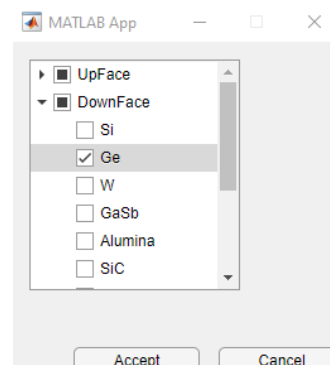 MATLAB App
UpFace
DownFace
Si
Ge
W
GaSb
Alumina
SiC
Accept Cancel